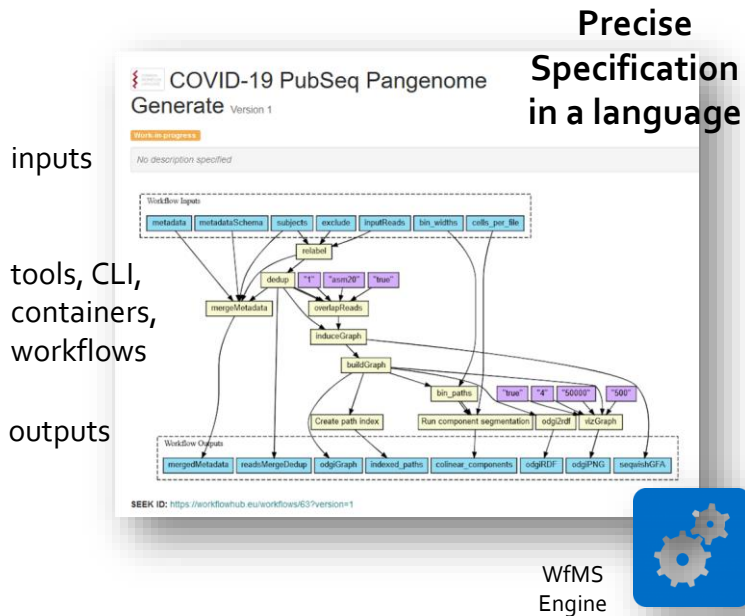 Precise
Specification
in a language
COVID-19 PubSeq Pangenome
Generate Version 1
Work-in-progress
No description specified
inputs
Workflow Inputs
metadata metadataSchema subjects exclude inputReads bin_widths cells_per_file
relabel
tools, CLI,
containers,
workflows
dedup "1" "asm20" "true"
mergeMetadata overlapReads
induceGraph
buildGraph
bin_paths "true" "4" "50000" "500"
Create path index Run component segmentation odgi2rdf vizGraph
outputs
Workflow Outputs
mergedMetadata readsMergeDedup odgiGraph indexed_paths colinear_components odgiRDF odgiPNG seqwishGFA
SEEK ID: https://workflowhub.eu/workflows/63?version=1
WfMS
Engine